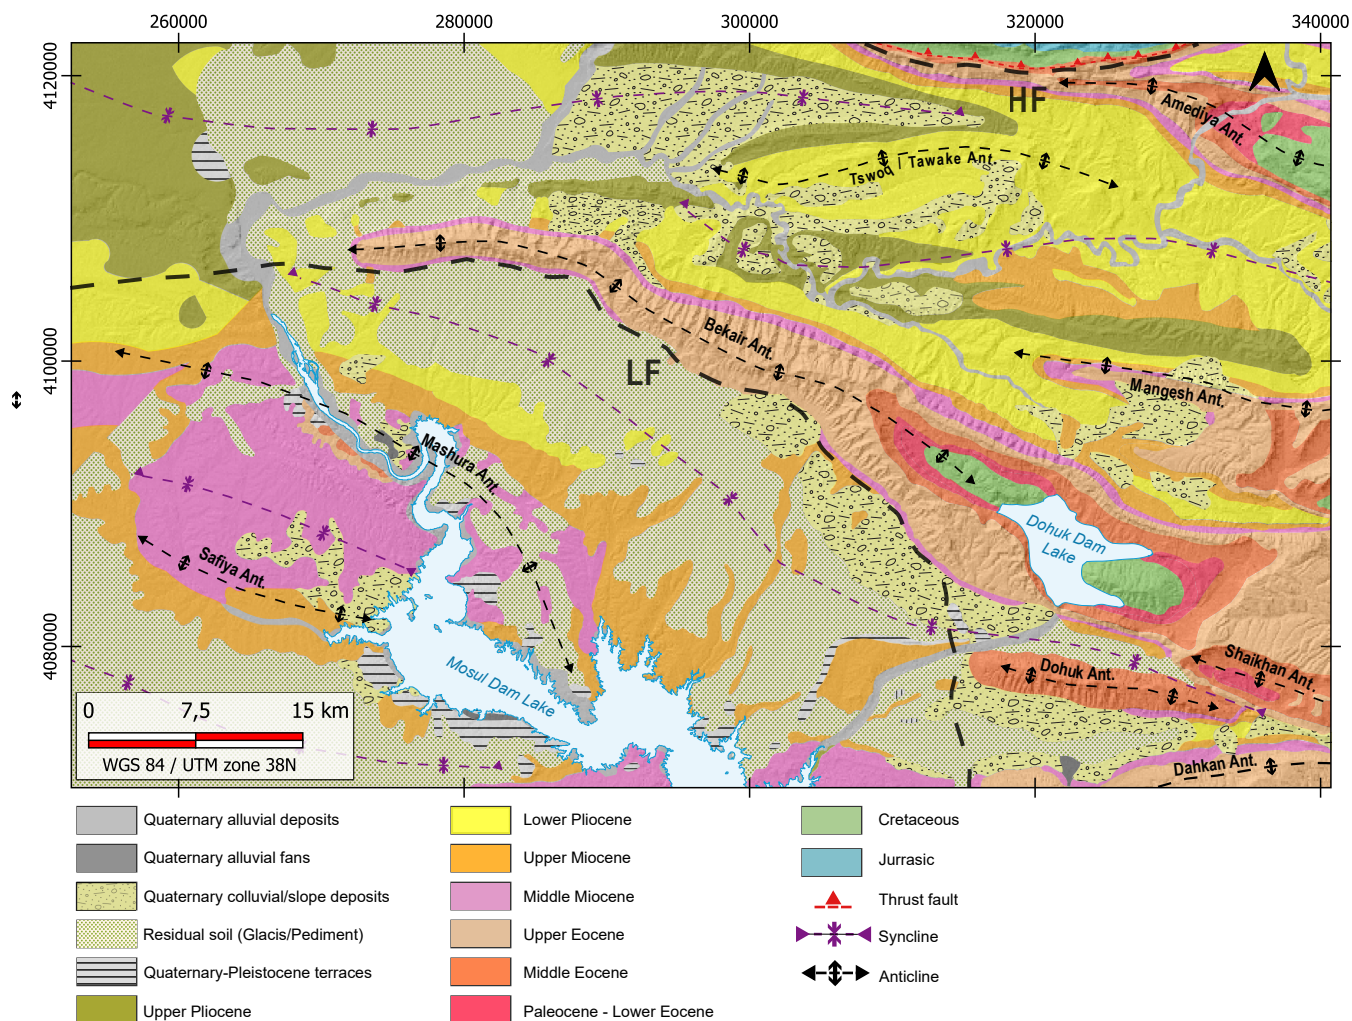 260000
280000
300000
320000
340000
4120000
4100000
4080000
HF
Amediya Ant.
Tswoq / Tawake Ant.
Bekair Ant.
LF
Mangesh Ant.
Mashura Ant.
Dohuk Dam
Lake
Safiya Ant.
Mosul Dam Lake
Dohuk Ant.
Shaikhan Ant.
Dahkan Ant.
0 7,5 15 km
WGS 84 / UTM zone 38N
Quaternary alluvial deposits
Quaternary alluvial fans
Quaternary colluvial/slope deposits
Residual soil (Glacis/Pediment)
Quaternary-Pleistocene terraces
Upper Pliocene
Lower Pliocene
Upper Miocene
Middle Miocene
Upper Eocene
Middle Eocene
Paleocene - Lower Eocene
Cretaceous
Jurrasic
Thrust fault
Syncline
Anticline